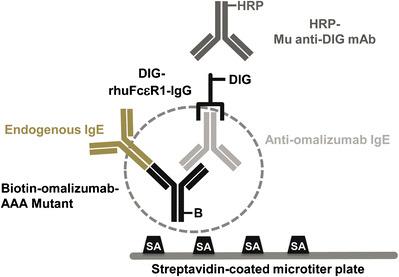 HRP
HRP-
Mu anti-DIG mAb
DIG-
rhuFcεR1-IgG
DIG
Endogenous IgE
Anti-omalizumab IgE
Biotin-omalizumab-
AAA Mutant
B
SA SA SA SA
Streptavidin-coated microtiter plate